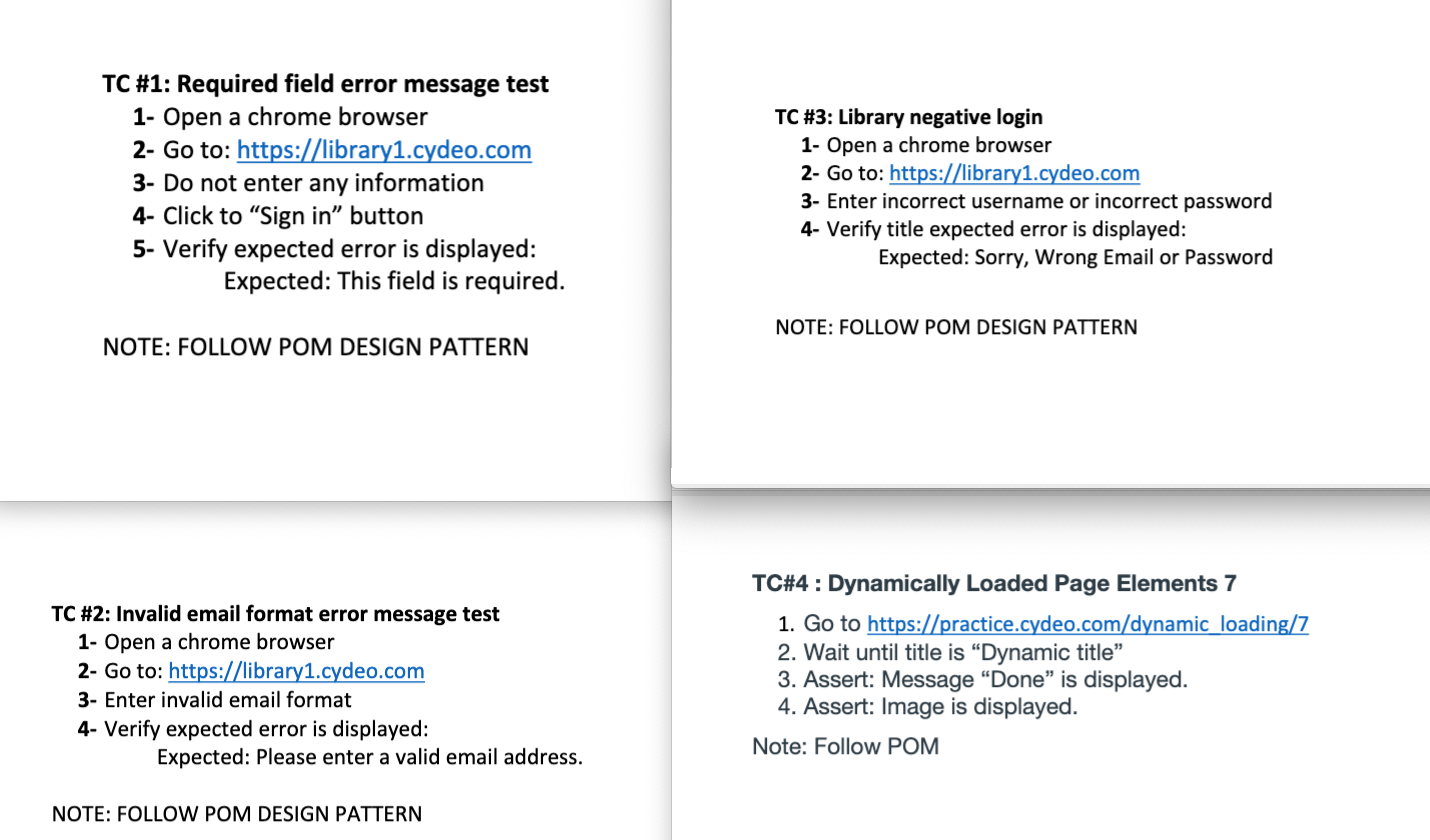 TC #1: Required field error message test
1- Open a chrome browser
2- Go to: https://library1.cydeo.com
3- Do not enter any information
4- Click to “Sign in” button
5- Verify expected error is displayed:
Expected: This field is required.
NOTE: FOLLOW POM DESIGN PATTERN
TC #3: Library negative login
1- Open a chrome browser
2- Go to: https://library1.cydeo.com
3- Enter incorrect username or incorrect password
4- Verify title expected error is displayed:
Expected: Sorry, Wrong Email or Password
NOTE: FOLLOW POM DESIGN PATTERN
TC #2: Invalid email format error message test
1- Open a chrome browser
2- Go to: https://library1.cydeo.com
3- Enter invalid email format
4- Verify expected error is displayed:
Expected: Please enter a valid email address.
NOTE: FOLLOW POM DESIGN PATTERN
TC#4 : Dynamically Loaded Page Elements 7
1. Go to https://practice.cydeo.com/dynamic_loading/7
2. Wait until title is “Dynamic title”
3. Assert: Message “Done” is displayed.
4. Assert: Image is displayed.
Note: Follow POM